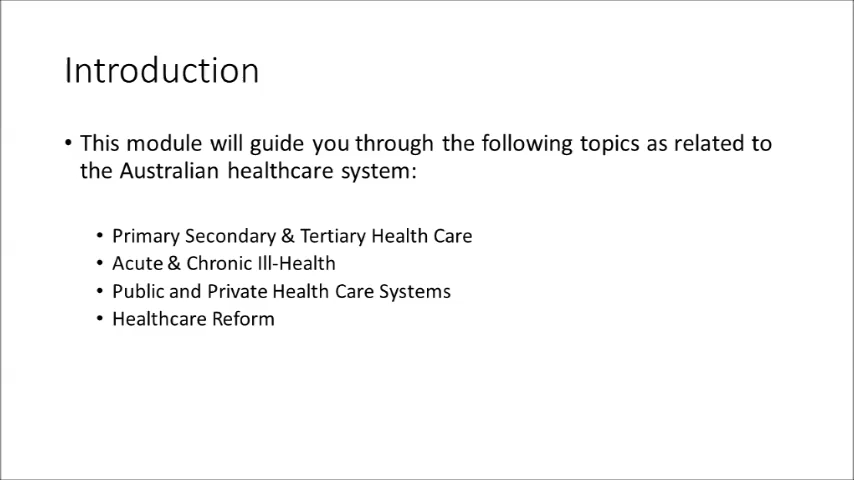 Introduction
• This module will guide you through the following topics as related to
the Australian healthcare system:
• Primary Secondary & Tertiary Health Care
• Acute & Chronic Ill-Health
• Public and Private Health Care Systems
• Healthcare Reform